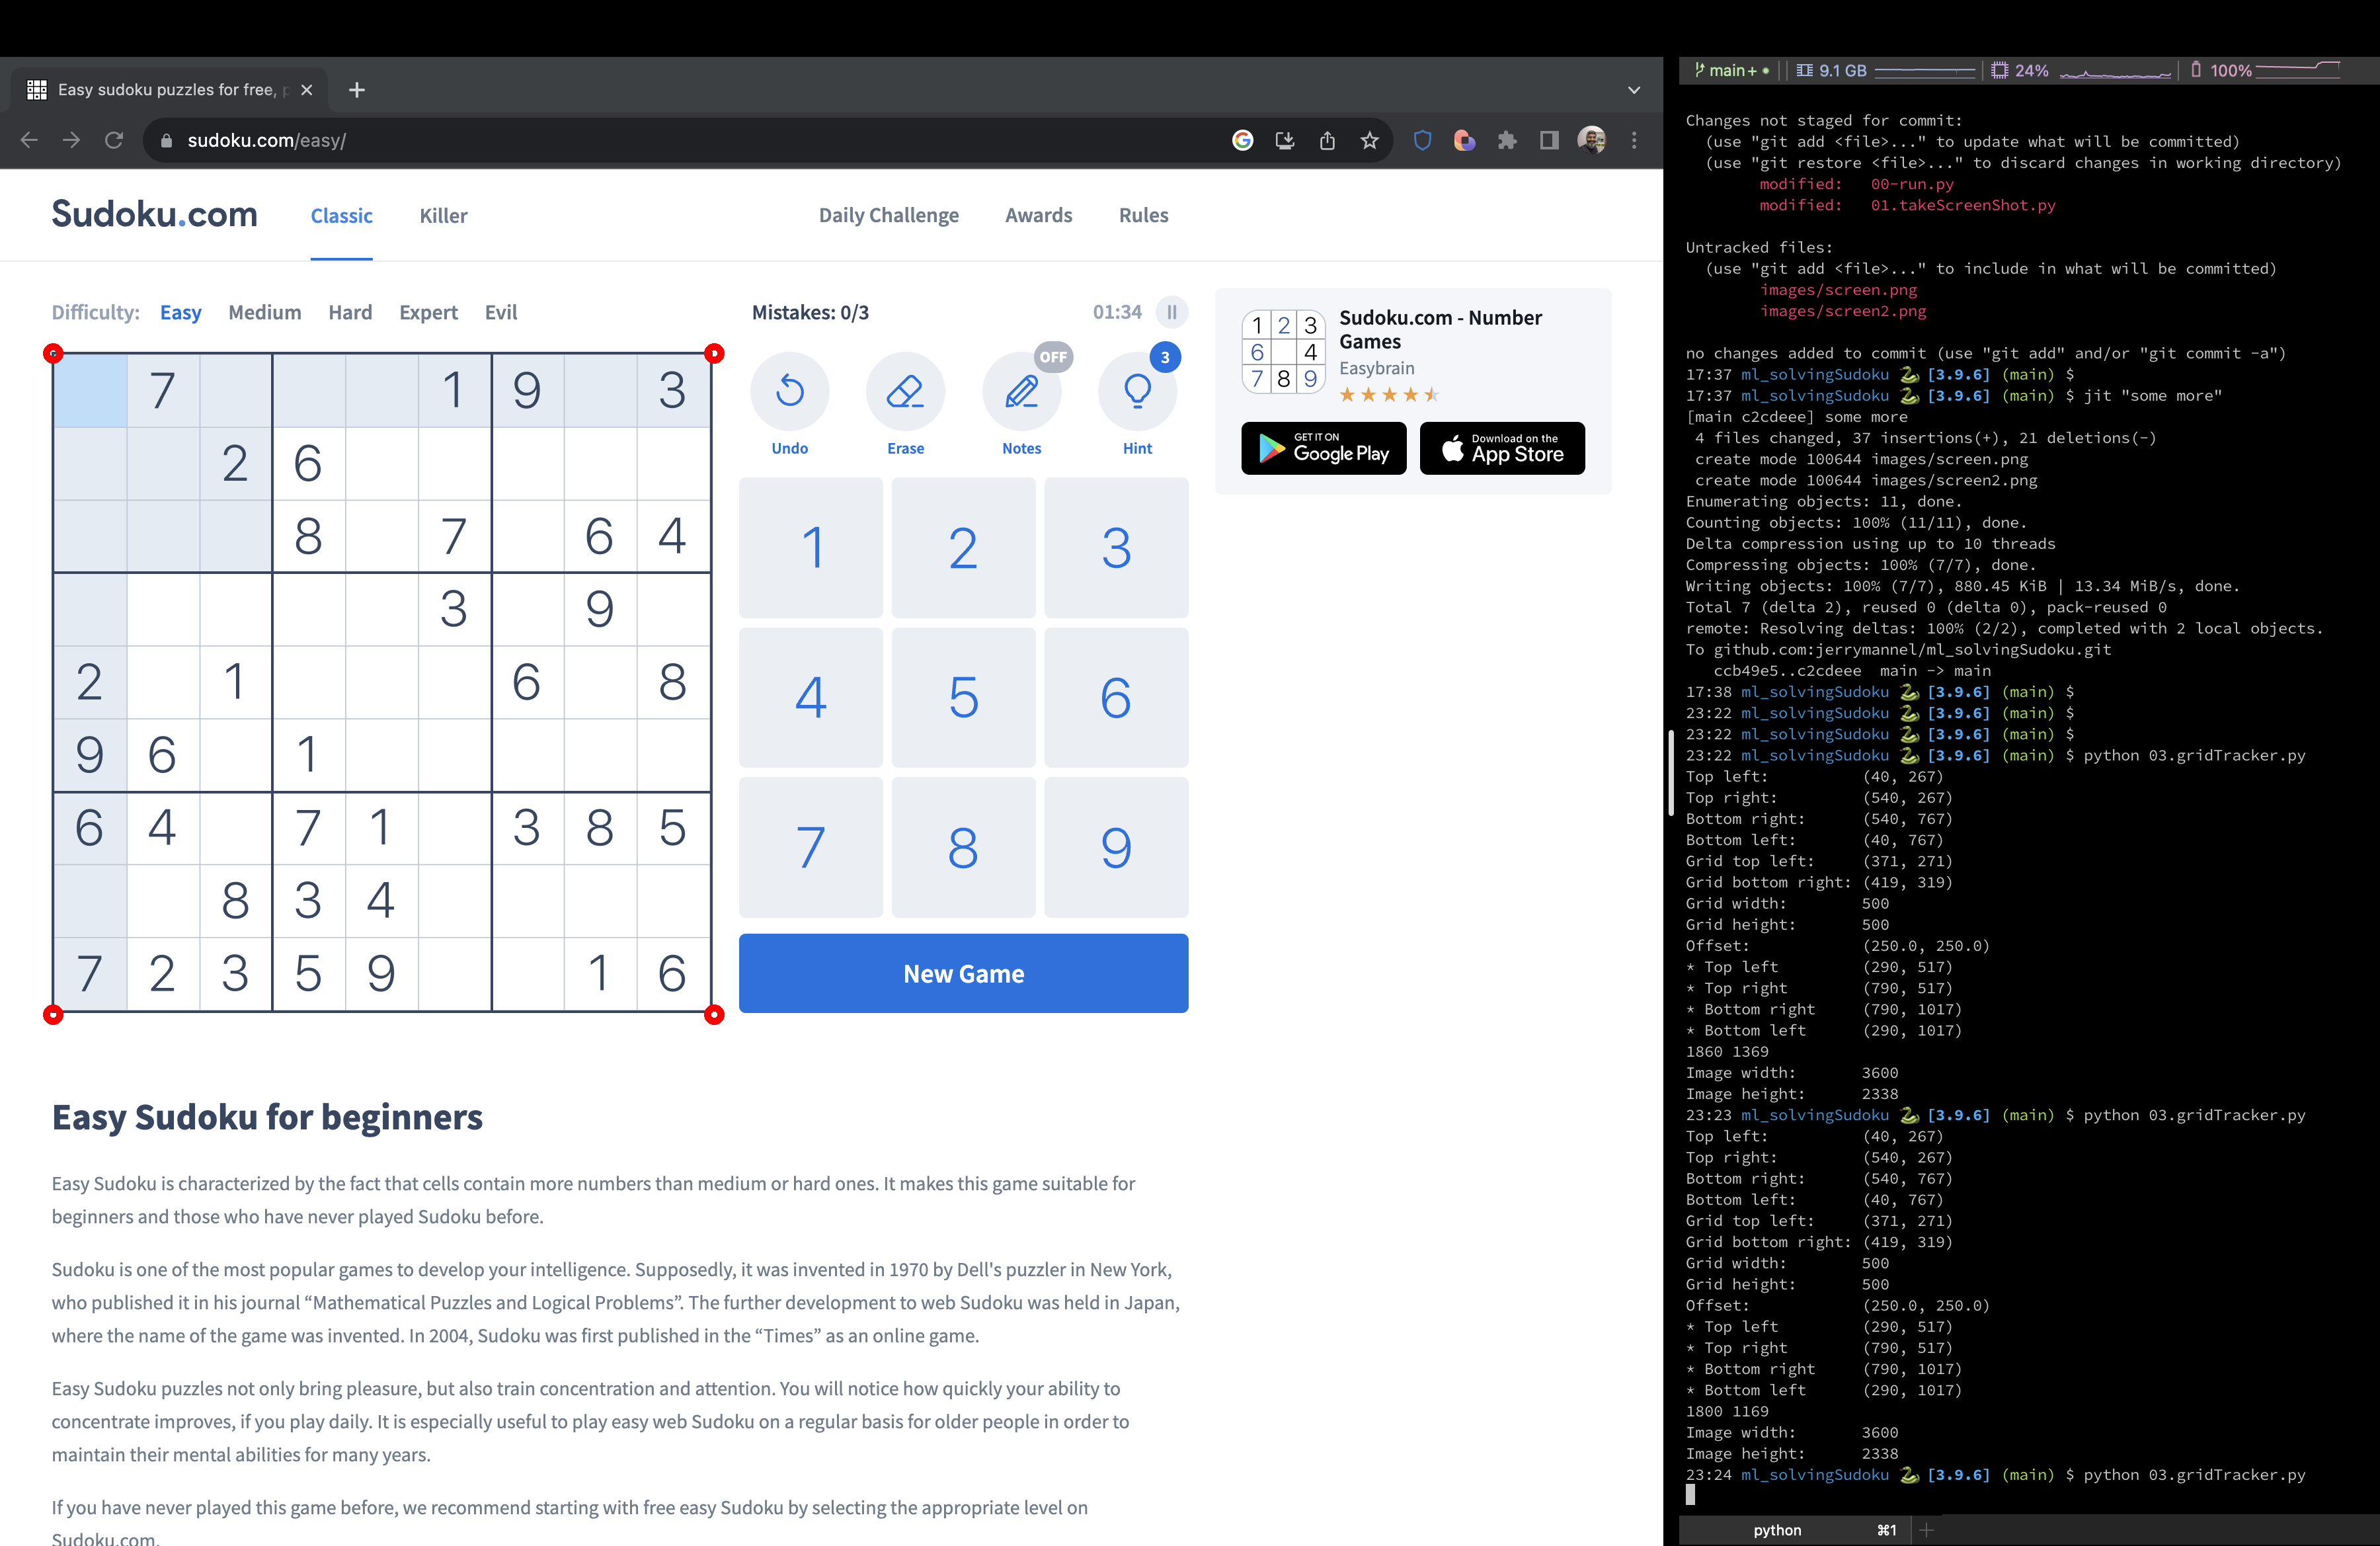 Easy sudoku puzzles for free, p
sudoku.com/easy/
Sudoku.com
Classic
Killer
Daily Challenge
Awards
Rules
Difficulty: Easy Medium Hard Expert Evil
Mistakes: 0/3
01:34
7 1 9 3
2 6
8 7 6 4
3 9
2 1 6 8
9 6 1
6 4 7 1 3 8 5
8 3 4
7 2 3 5 9 1 6
OFF
3
Undo
Erase
Notes
Hint
1 2 3
4 5 6
7 8 9
New Game
1 2 3
6 4
7 8 9
Sudoku.com - Number
Games
Easybrain
GET IT ON
Google Play
Download on the
App Store
Easy Sudoku for beginners
Easy Sudoku is characterized by the fact that cells contain more numbers than medium or hard ones. It makes this game suitable for
beginners and those who have never played Sudoku before.
Sudoku is one of the most popular games to develop your intelligence. Supposedly, it was invented in 1970 by Dell's puzzler in New York,
who published it in his journal “Mathematical Puzzles and Logical Problems”. The further development to web Sudoku was held in Japan,
where the name of the game was invented. In 2004, Sudoku was first published in the “Times” as an online game.
Easy Sudoku puzzles not only bring pleasure, but also train concentration and attention. You will notice how quickly your ability to
concentrate improves, if you play daily. It is especially useful to play easy web Sudoku on a regular basis for older people in order to
maintain their mental abilities for many years.
If you have never played this game before, we recommend starting with free easy Sudoku by selecting the appropriate level on
Sudoku.com.
main+ 9.1 GB 24% 100%
Changes not staged for commit:
(use "git add <file>..." to update what will be committed)
(use "git restore <file>..." to discard changes in working directory)
modified: 00-run.py
modified: 01.takeScreenShot.py
Untracked files:
(use "git add <file>..." to include in what will be committed)
images/screen.png
images/screen2.png
no changes added to commit (use "git add" and/or "git commit -a")
17:37 ml_solvingSudoku 🐍 [3.9.6] (main) $
17:37 ml_solvingSudoku 🐍 [3.9.6] (main) $ jit "some more"
[main c2cdeee] some more
4 files changed, 37 insertions(+), 21 deletions(-)
create mode 100644 images/screen.png
create mode 100644 images/screen2.png
Enumerating objects: 11, done.
Counting objects: 100% (11/11), done.
Delta compression using up to 10 threads
Compressing objects: 100% (7/7), done.
Writing objects: 100% (7/7), 880.45 KiB | 13.34 MiB/s, done.
Total 7 (delta 2), reused 0 (delta 0), pack-reused 0
remote: Resolving deltas: 100% (2/2), completed with 2 local objects.
To github.com:jerrymannel/ml_solvingSudoku.git
ccb49e5..c2cdeee main -> main
17:38 ml_solvingSudoku 🐍 [3.9.6] (main) $
23:22 ml_solvingSudoku 🐍 [3.9.6] (main) $
23:22 ml_solvingSudoku 🐍 [3.9.6] (main) $
23:22 ml_solvingSudoku 🐍 [3.9.6] (main) $ python 03.gridTracker.py
Top left: (40, 267)
Top right: (540, 267)
Bottom right: (540, 767)
Bottom left: (40, 767)
Grid top left: (371, 271)
Grid bottom right: (419, 319)
Grid width: 500
Grid height: 500
Offset: (250.0, 250.0)
* Top left (290, 517)
* Top right (790, 517)
* Bottom right (790, 1017)
* Bottom left (290, 1017)
1860 1369
Image width: 3600
Image height: 2338
23:23 ml_solvingSudoku 🐍 [3.9.6] (main) $ python 03.gridTracker.py
Top left: (40, 267)
Top right: (540, 267)
Bottom right: (540, 767)
Bottom left: (40, 767)
Grid top left: (371, 271)
Grid bottom right: (419, 319)
Grid width: 500
Grid height: 500
Offset: (250.0, 250.0)
* Top left (290, 517)
* Top right (790, 517)
* Bottom right (790, 1017)
* Bottom left (290, 1017)
1800 1169
Image width: 3600
Image height: 2338
23:24 ml_solvingSudoku 🐍 [3.9.6] (main) $ python 03.gridTracker.py
python ⌘1